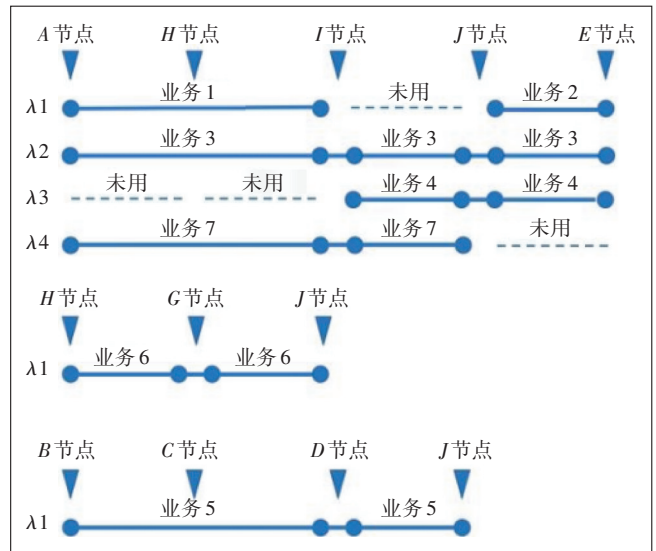 A节点 H节点 I节点 J节点 E节点
λ1 业务1 未用 业务2
λ2 业务3 业务3 业务3
λ3 未用 未用 业务4 业务4
λ4 业务7 业务7 未用
H节点 G节点 J节点
λ1 业务6 业务6
B节点 C节点 D节点 J节点
λ1 业务5 业务5